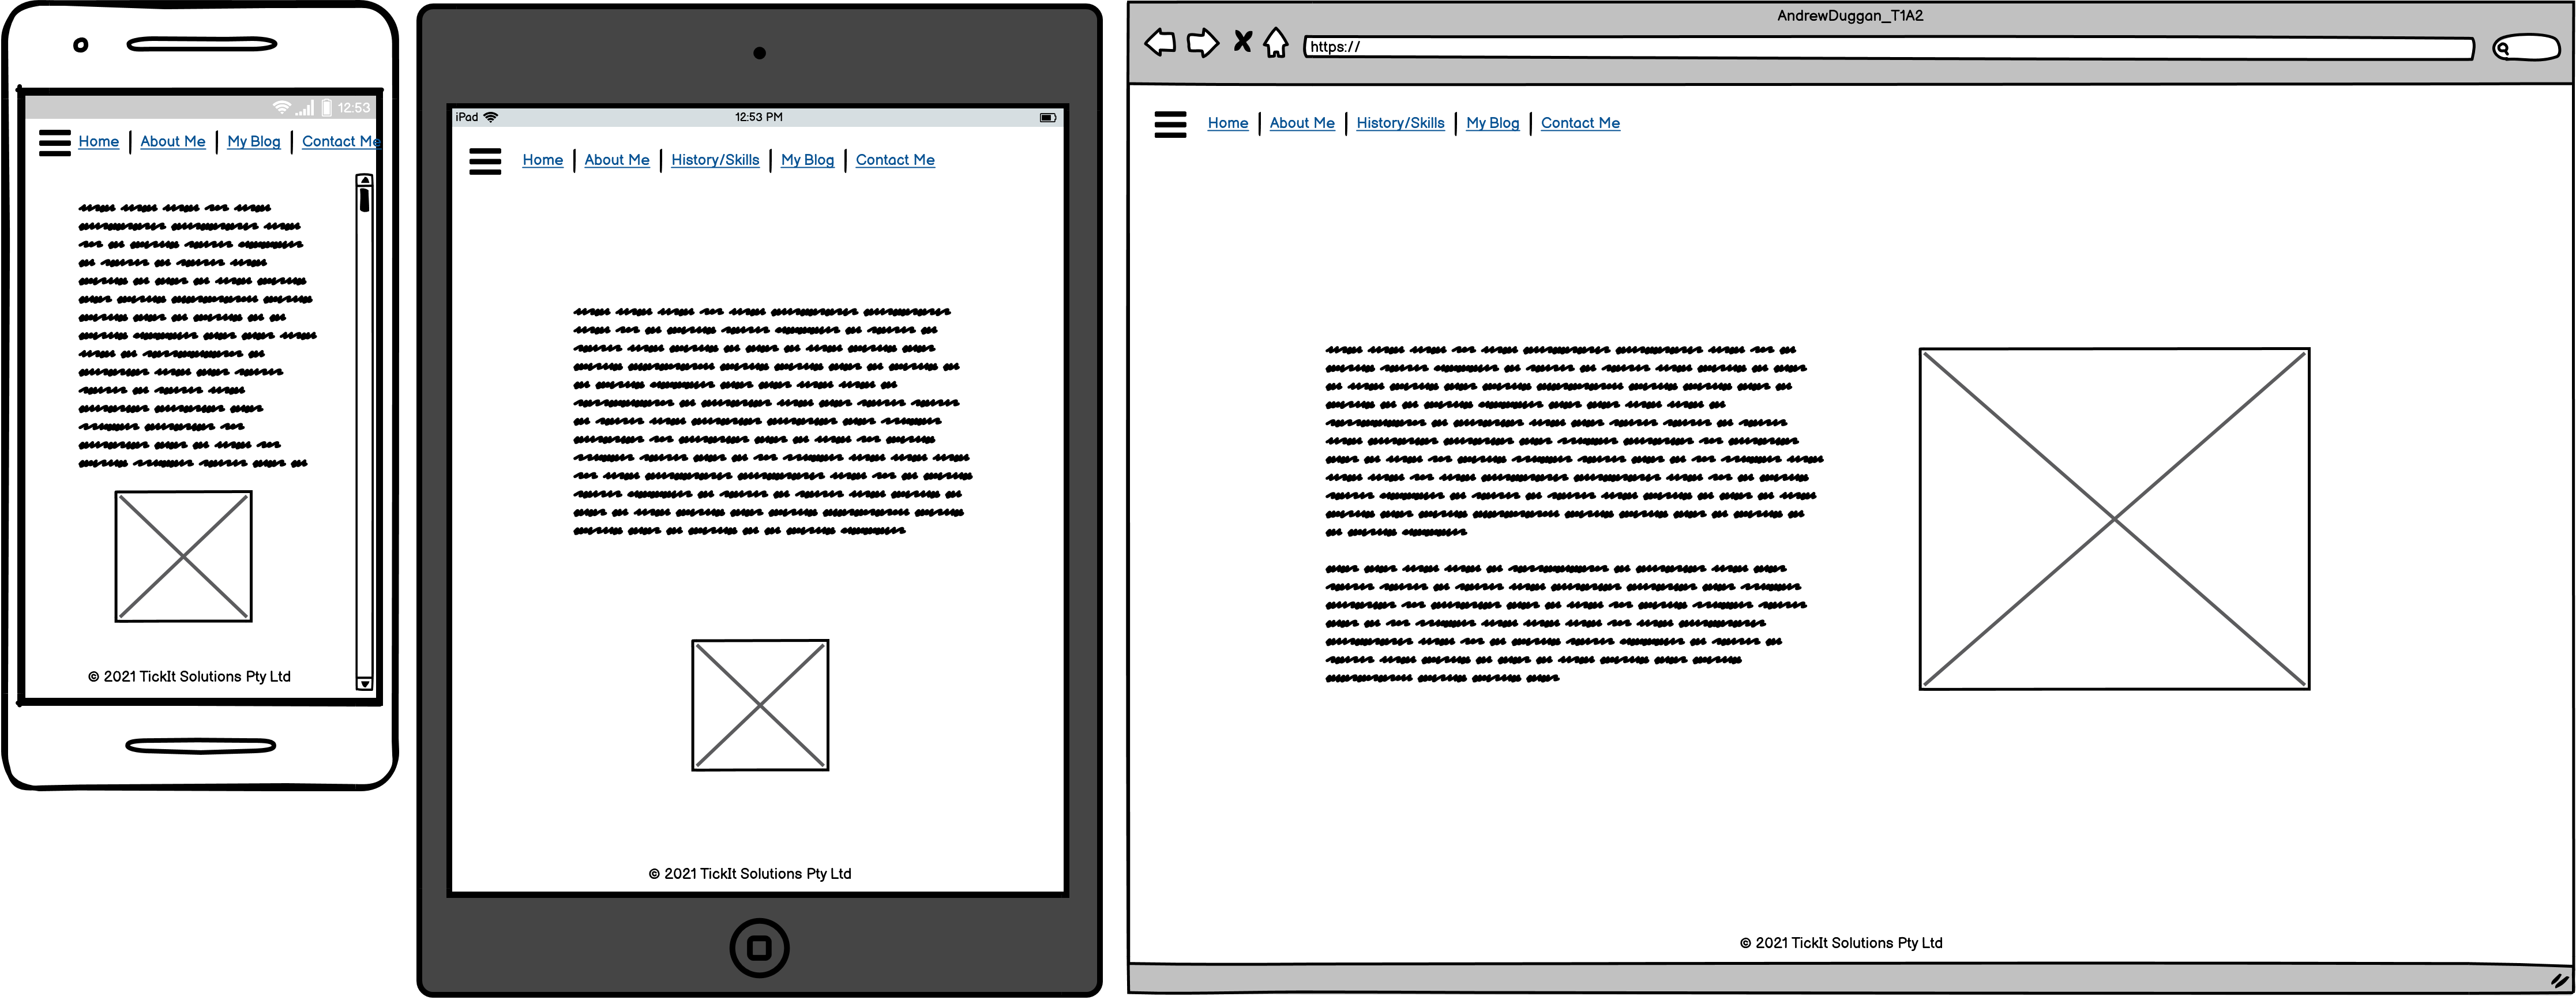 12:53
Home | About Me | My Blog | Contact Me
© 2021 TickIt Solutions Pty Ltd
iPad 12:53 PM
Home | About Me | History/Skills | My Blog | Contact Me
© 2021 TickIt Solutions Pty Ltd
AndrewDuggan_T1A2
https://
Home | About Me | History/Skills | My Blog | Contact Me
© 2021 TickIt Solutions Pty Ltd